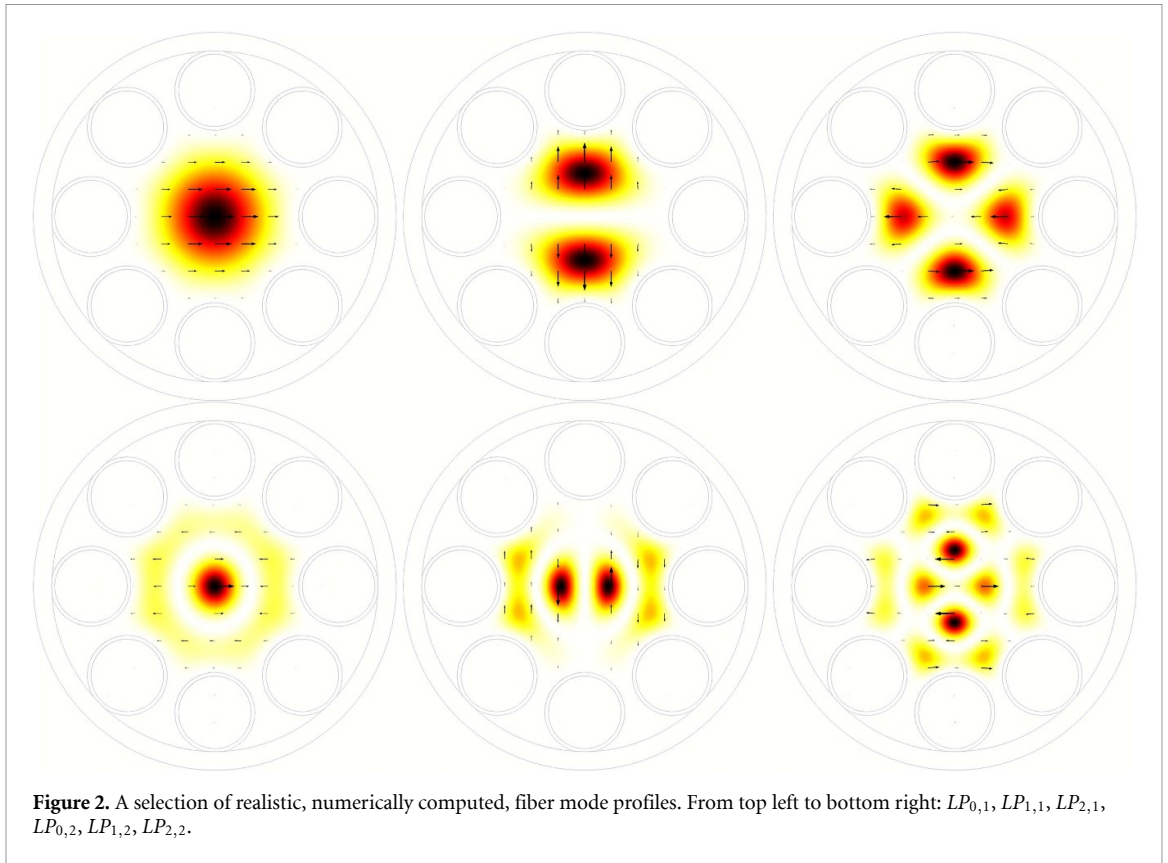 Figure 2. A selection of realistic, numerically computed, fiber mode profiles. From top left to bottom right: LP0,1, LP1,1, LP2,1,
LP0,2, LP1,2, LP2,2.